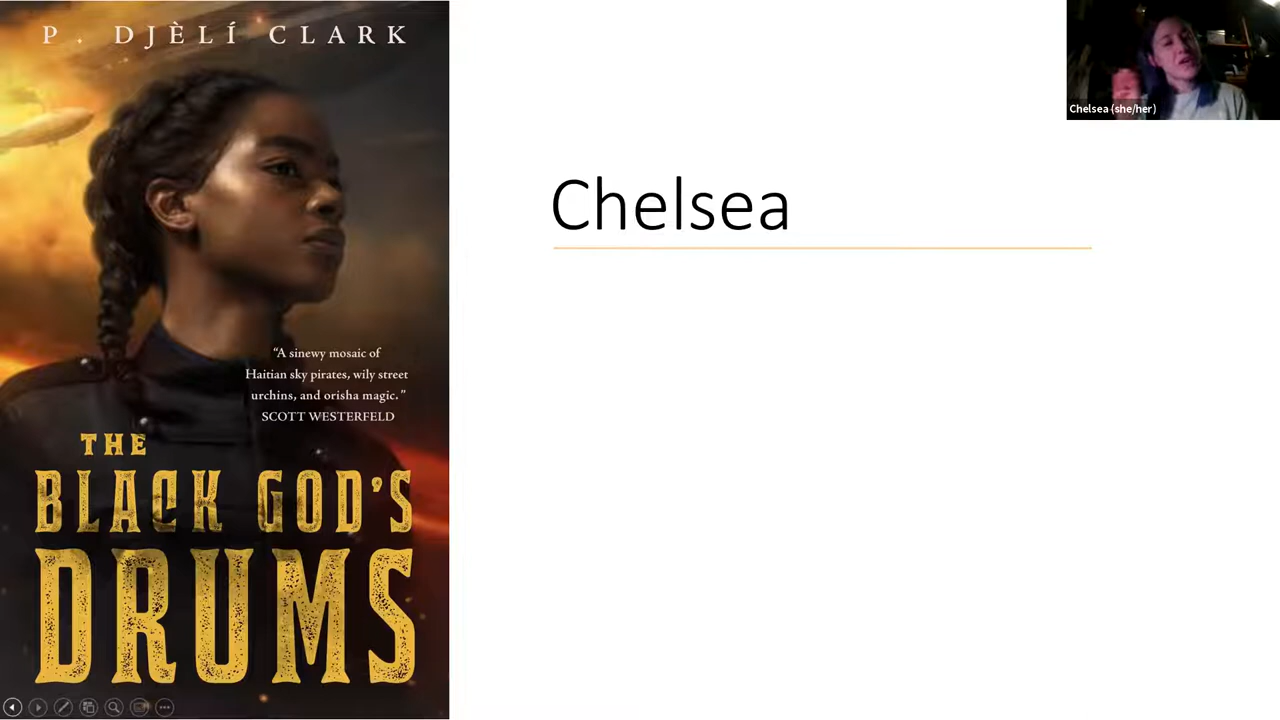 P. DJÈLÍ CLARK
“A sinewy mosaic of
Haitian sky pirates, wily street
urchins, and orisha magic.”
SCOTT WESTERFELD
THE
BLACK GOD’S
DRUMS
Chelsea
Chelsea (she/her)